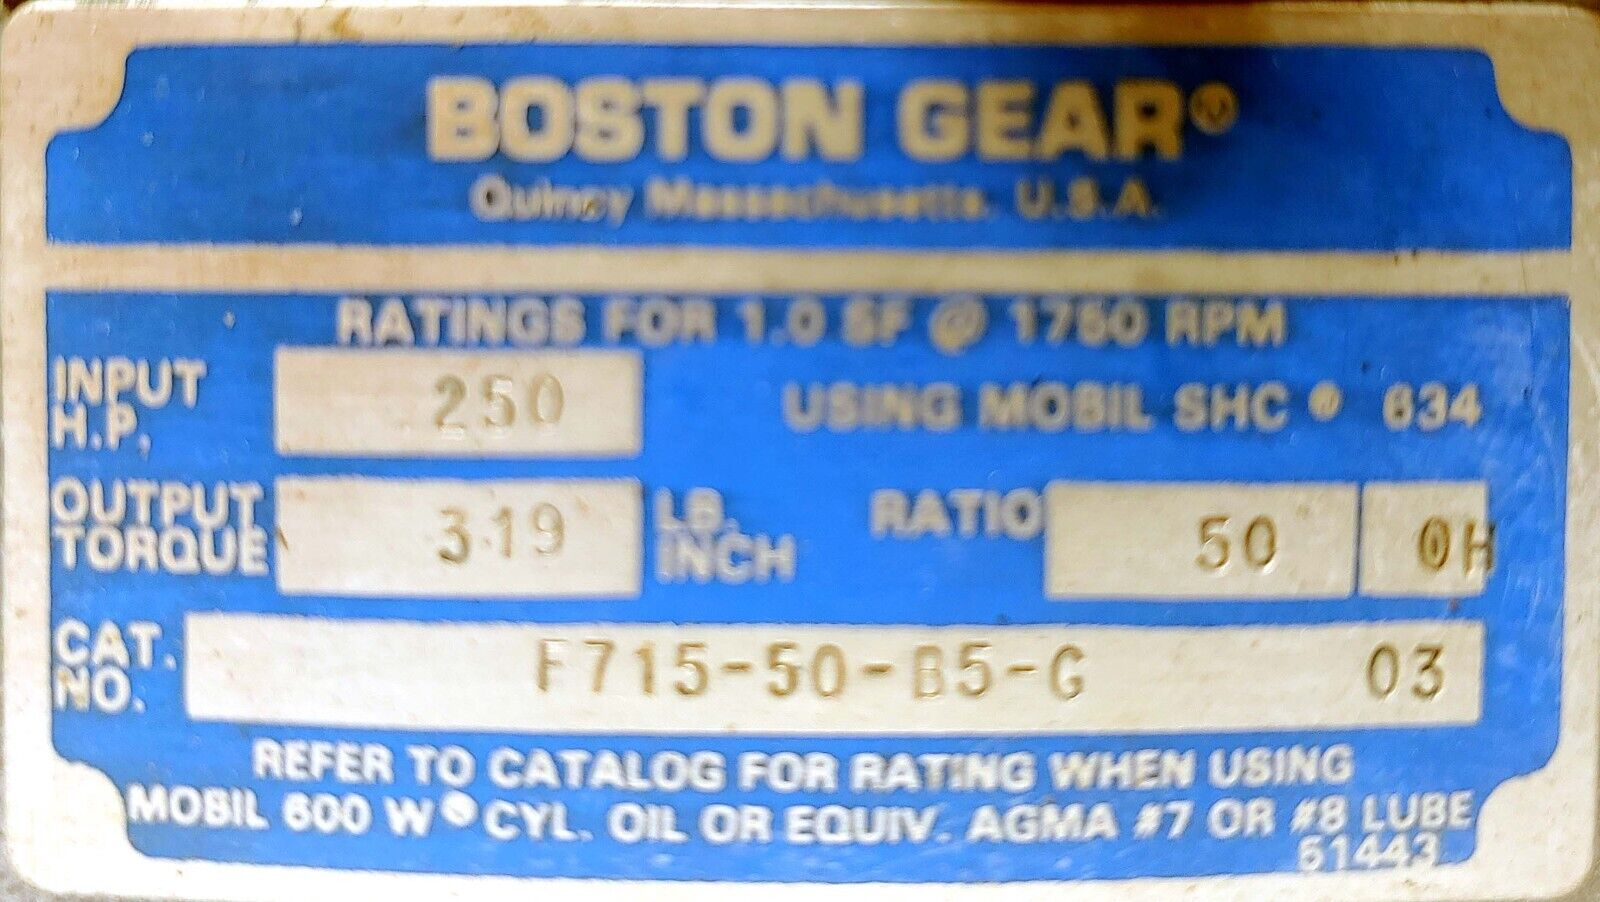 BOSTON GEAR®
Quincy Massachusetts, U.S.A.
RATINGS FOR 1.0 SF @ 1750 RPM
INPUT H.P. .250 USING MOBIL SHC ® 634
OUTPUT TORQUE 319 LB. INCH RATIO 50 0H
CAT. NO. F715-50-B5-G 03
REFER TO CATALOG FOR RATING WHEN USING
MOBIL 600 W® CYL. OIL OR EQUIV. AGMA #7 OR #8 LUBE
51443